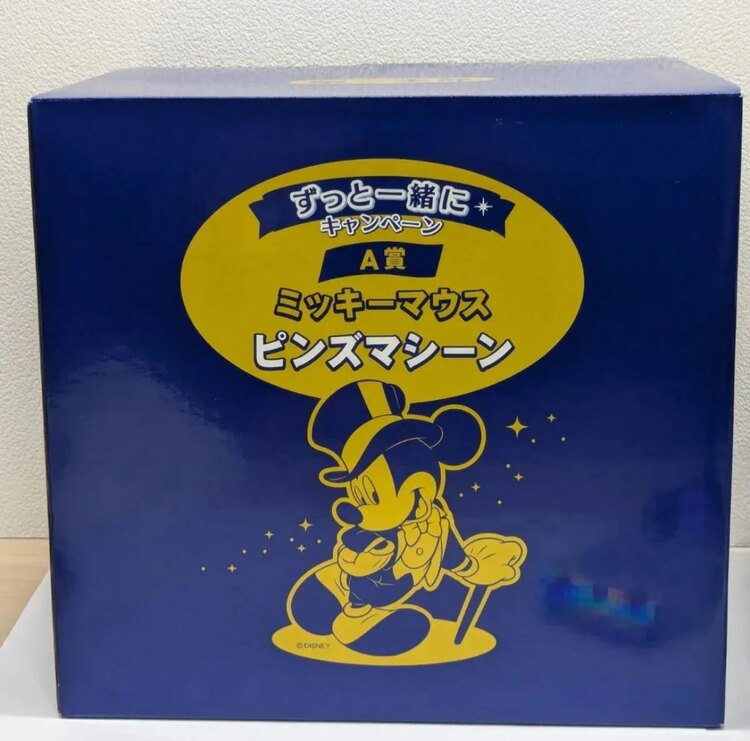 ずっと一緒に
キャンペーン
A賞
ミッキーマウス
ピンズマシーン
©DISNEY